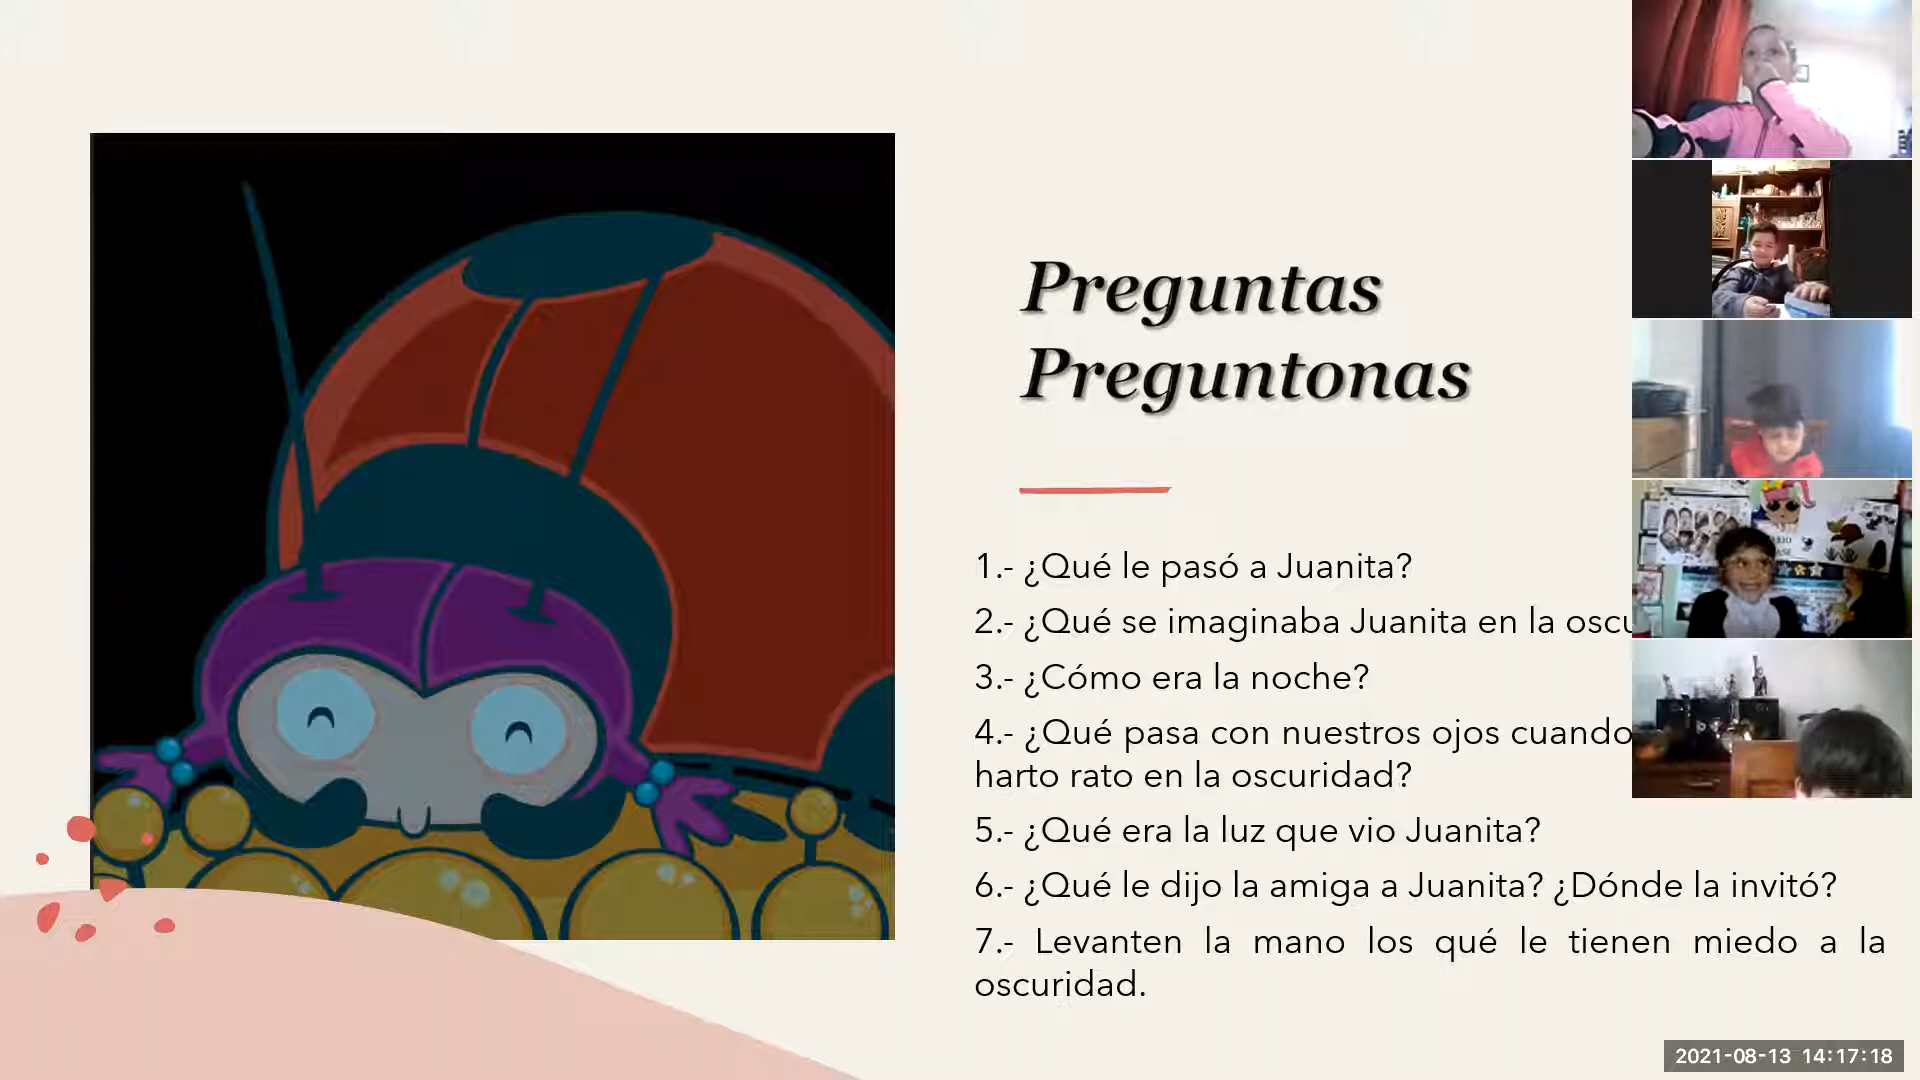 Preguntas
Preguntonas
1.- ¿Qué le pasó a Juanita?
2.- ¿Qué se imaginaba Juanita en la
3.- ¿Cómo era la noche?
4.- ¿Qué pasa con nuestros ojos cuando
harto rato en la oscuridad?
5.- ¿Qué era la luz que vio Juanita?
6.- ¿Qué le dijo la amiga a Juanita? ¿Dónde la invitó?
7.- Levanten la mano los qué le tienen miedo a la
oscuridad.
2021-08-13 14:17:18